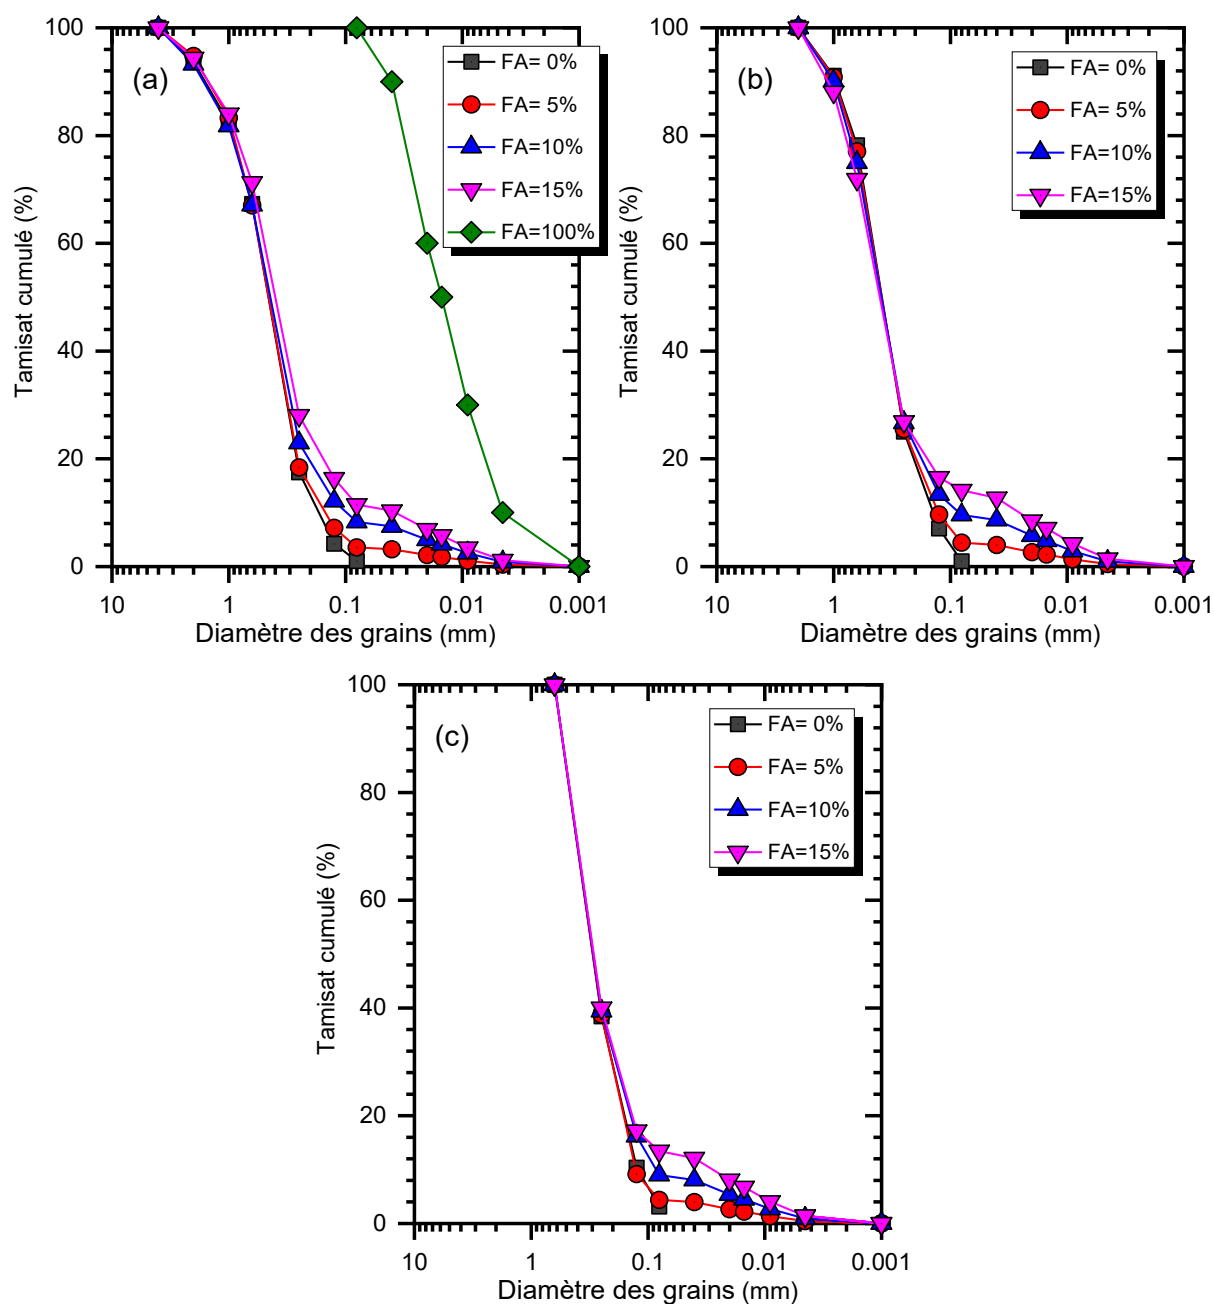 (a)
100
80
60
40
20
0
Tamisat cumulé (%)
FA= 0%
FA= 5%
FA=10%
FA=15%
FA=100%
10 1 0.1 0.01 0.001
Diamètre des grains (mm)
(b)
100
80
60
40
20
0
Tamisat cumulé (%)
FA= 0%
FA= 5%
FA=10%
FA=15%
10 1 0.1 0.01 0.001
Diamètre des grains (mm)
(c)
100
80
60
40
20
0
Tamisat cumulé (%)
FA= 0%
FA= 5%
FA=10%
FA=15%
10 1 0.1 0.01 0.001
Diamètre des grains (mm)